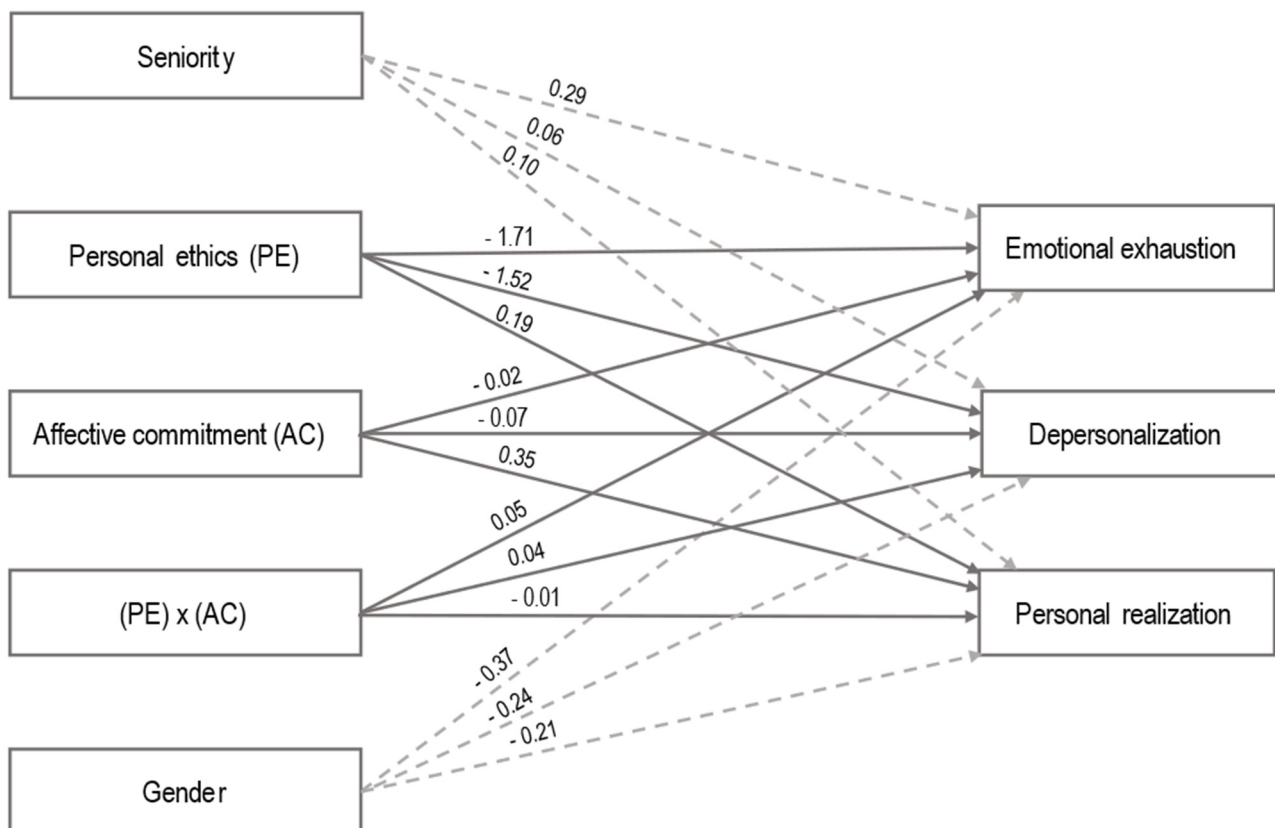 Seniority
0.29
0.06
0.10
Personal ethics (PE)
- 1.71
- 1.52
0.19
Emotional exhaustion
Affective commitment (AC)
- 0.02
- 0.07
0.35
Depersonalization
(PE) x (AC)
0.05
0.04
- 0.01
Personal realization
Gender
- 0.37
- 0.24
- 0.21